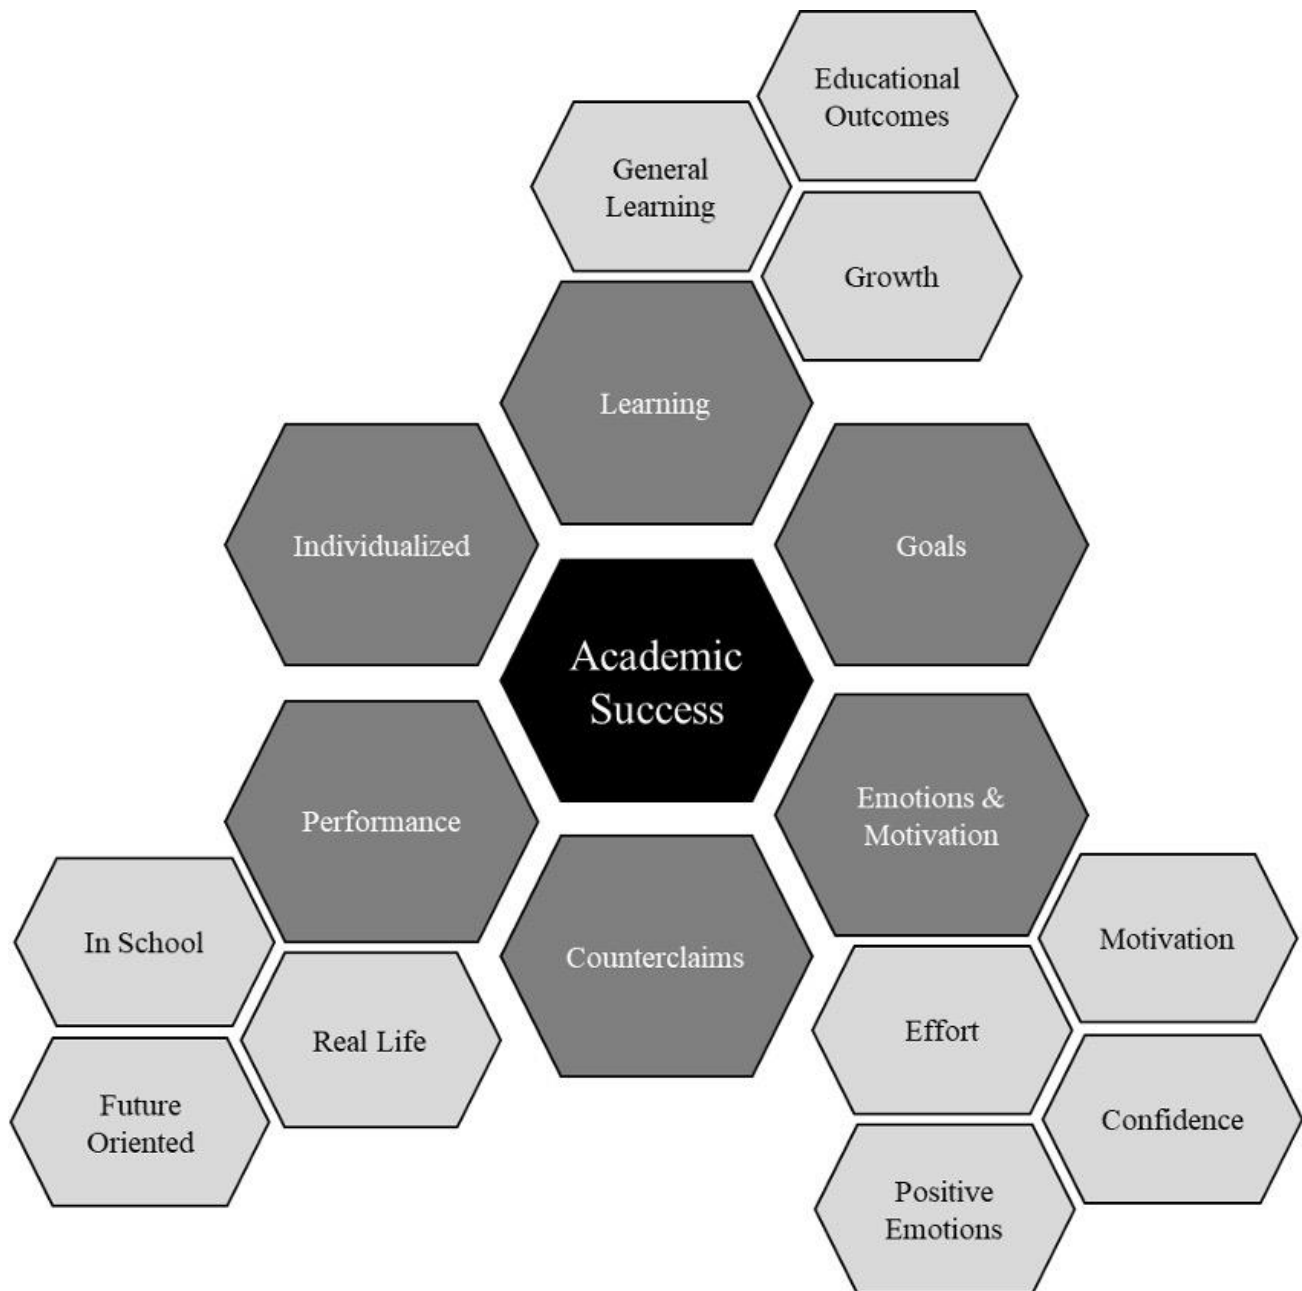 Educational
Outcomes
General
Learning
Growth
Learning
Individualized
Goals
Academic
Success
Performance
Emotions &
Motivation
Counterclaims
In School
Real Life
Future
Oriented
Motivation
Effort
Confidence
Positive
Emotions